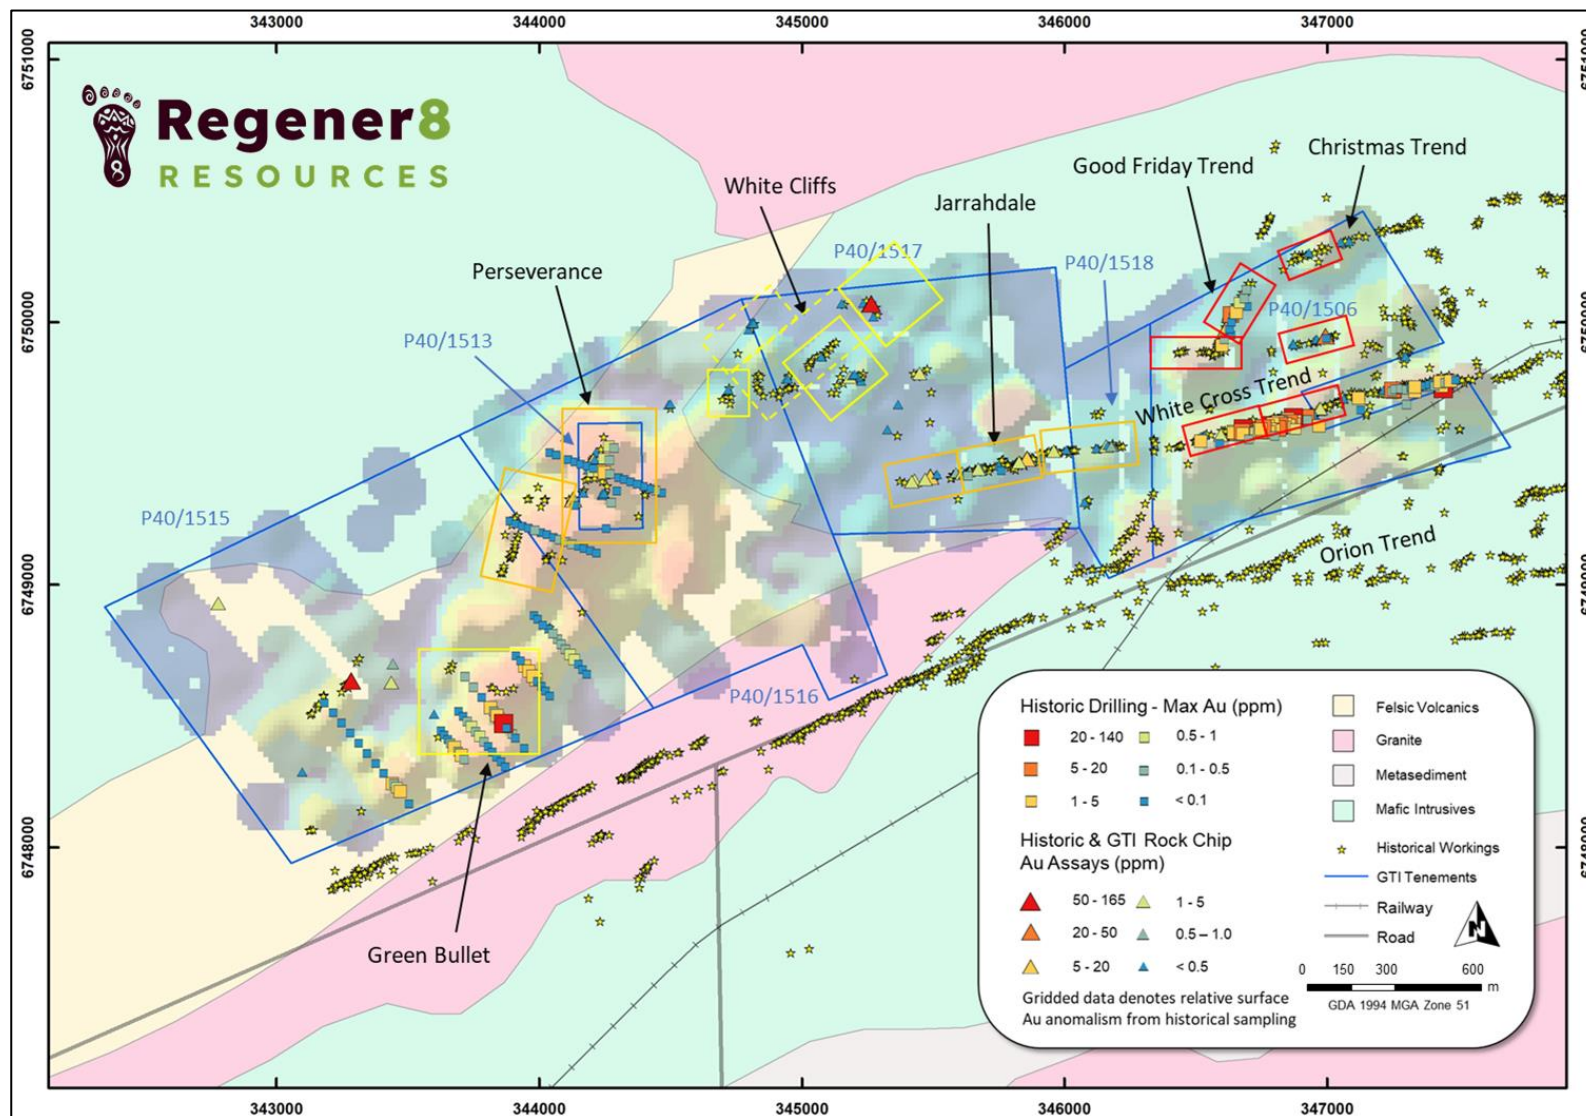 343000 344000 345000 346000 347000
6751000
6751000
Regener8
RESOURCES
8
White Cliffs
Jarrahdale
Good Friday Trend
Christmas Trend
Perseverance
P40/1517
P40/1518
P40/1506
P40/1513
6750000
6750000
White Cross Trend
P40/1515
Orion Trend
6749000
6749000
P40/1516
Green Bullet
6748000
6748000
Historic Drilling - Max Au (ppm)
20 - 140
0.5 - 1
5 - 20
0.1 - 0.5
1 - 5
< 0.1
Historic & GTI Rock Chip
Au Assays (ppm)
50 - 165
1 - 5
20 - 50
0.5 – 1.0
5 - 20
< 0.5
Gridded data denotes relative surface
Au anomalism from historical sampling
Felsic Volcanics
Granite
Metasediment
Mafic Intrusives
Historical Workings
GTI Tenements
Railway
Road
N
0 150 300 600
m
GDA 1994 MGA Zone 51
343000 344000 345000 346000 347000